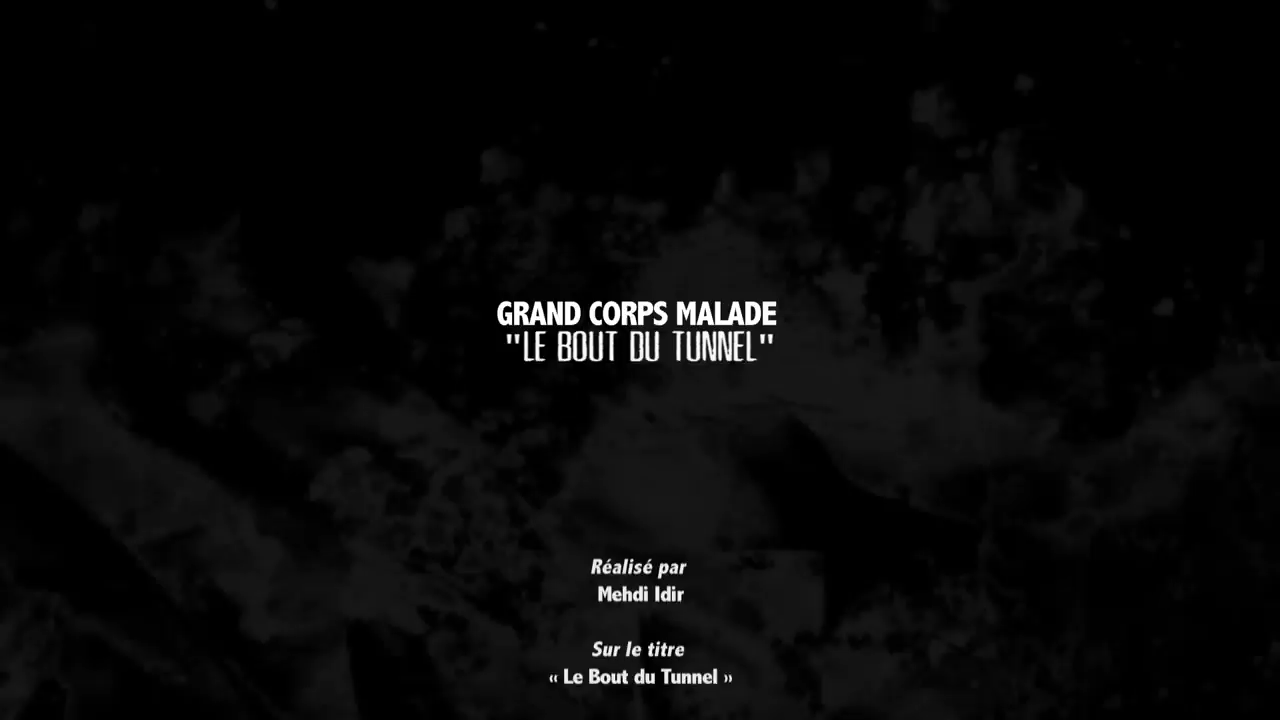 GRAND CORPS MALADE
"LE BOUT DU TUNNEL"
Réalisé par
Mehdi Idir
Sur le titre
« Le Bout du Tunnel »